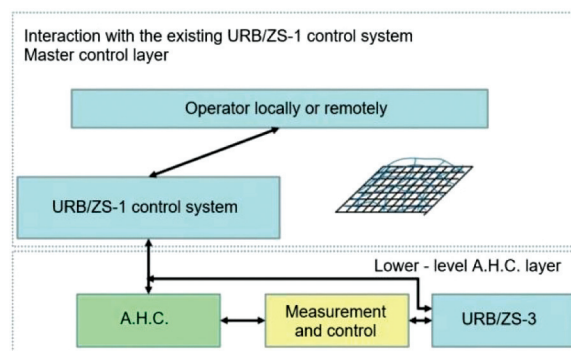 Interaction with the existing URB/ZS-1 control system
Master control layer
Operator locally or remotely
URB/ZS-1 control system
Lower - level A.H.C. layer
A.H.C.
Measurement
and control
URB/ZS-3